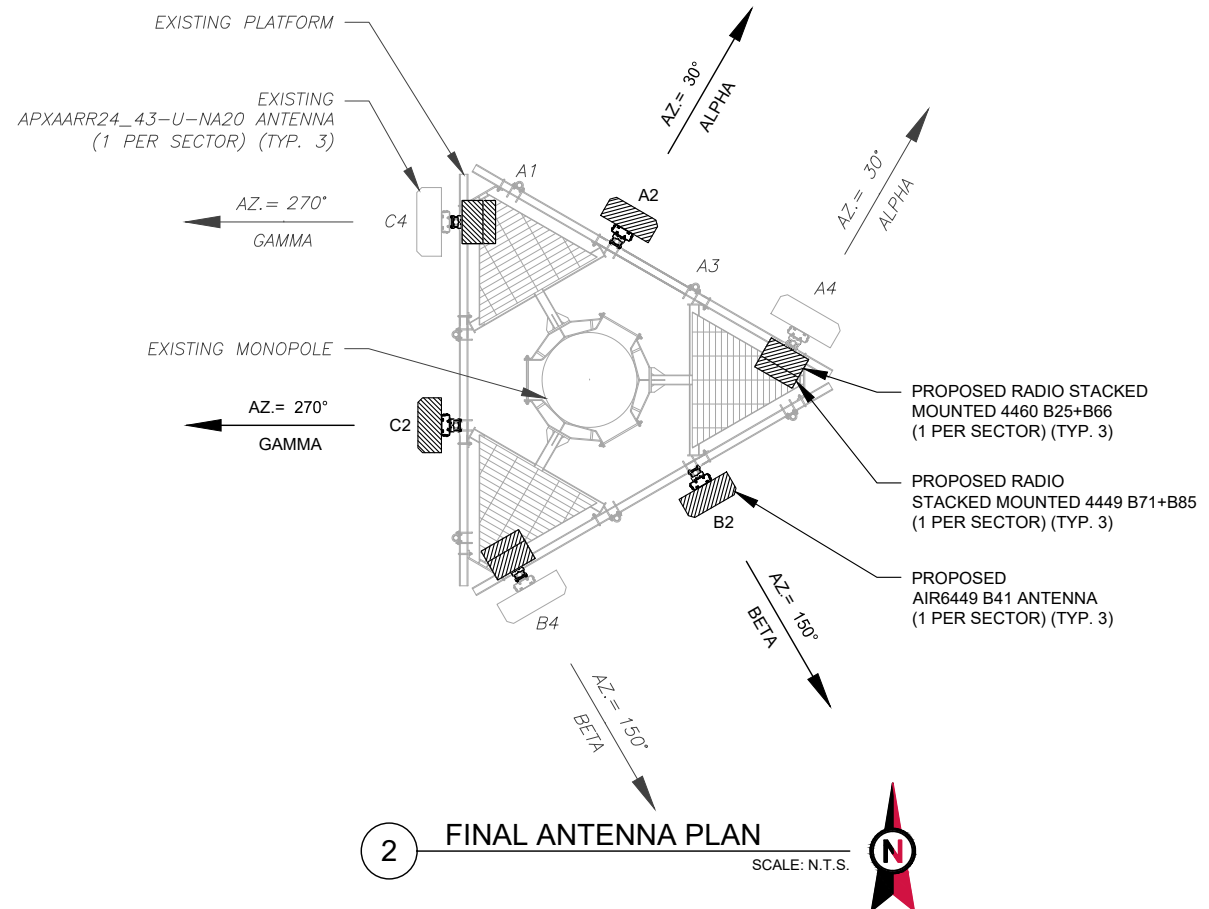 EXISTING PLATFORM
EXISTING
APXAARR24_43-U-NA20 ANTENNA
(1 PER SECTOR) (TYP. 3)
AZ.= 30°
ALPHA
AZ.= 30°
ALPHA
A1
A2
A3
A4
AZ.= 270°
GAMMA
C4
EXISTING MONOPOLE
AZ.= 270°
GAMMA
C2
PROPOSED RADIO STACKED
MOUNTED 4460 B25+B66
(1 PER SECTOR) (TYP. 3)
PROPOSED RADIO
STACKED MOUNTED 4449 B71+B85
(1 PER SECTOR) (TYP. 3)
PROPOSED
AIR6449 B41 ANTENNA
(1 PER SECTOR) (TYP. 3)
B2
AZ.= 150°
BETA
B4
AZ.= 150°
BETA
2
FINAL ANTENNA PLAN
SCALE: N.T.S.
N